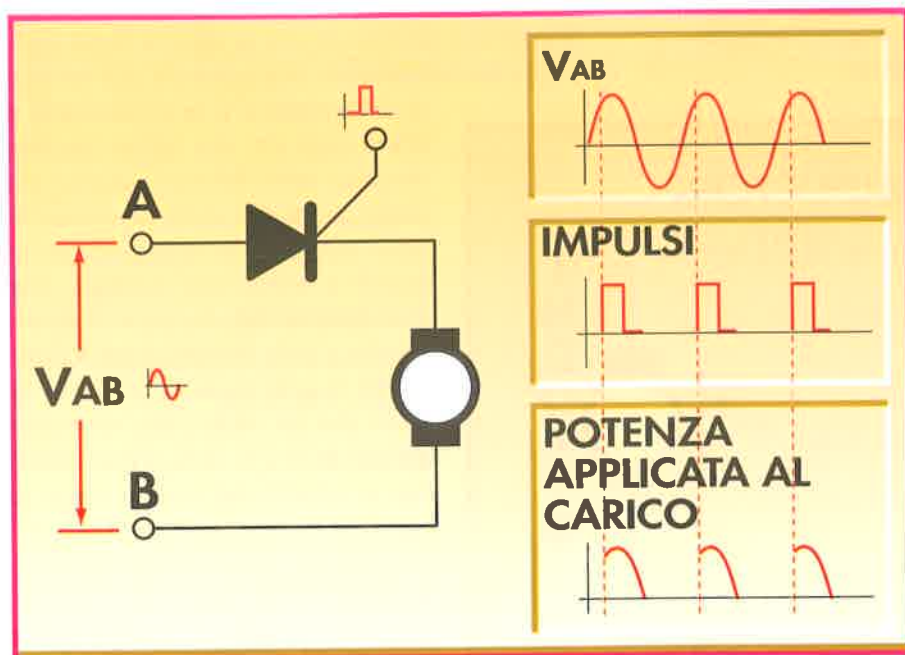 A
VAB
B
VAB
IMPULSI
POTENZA
APPLICATA AL
CARICO